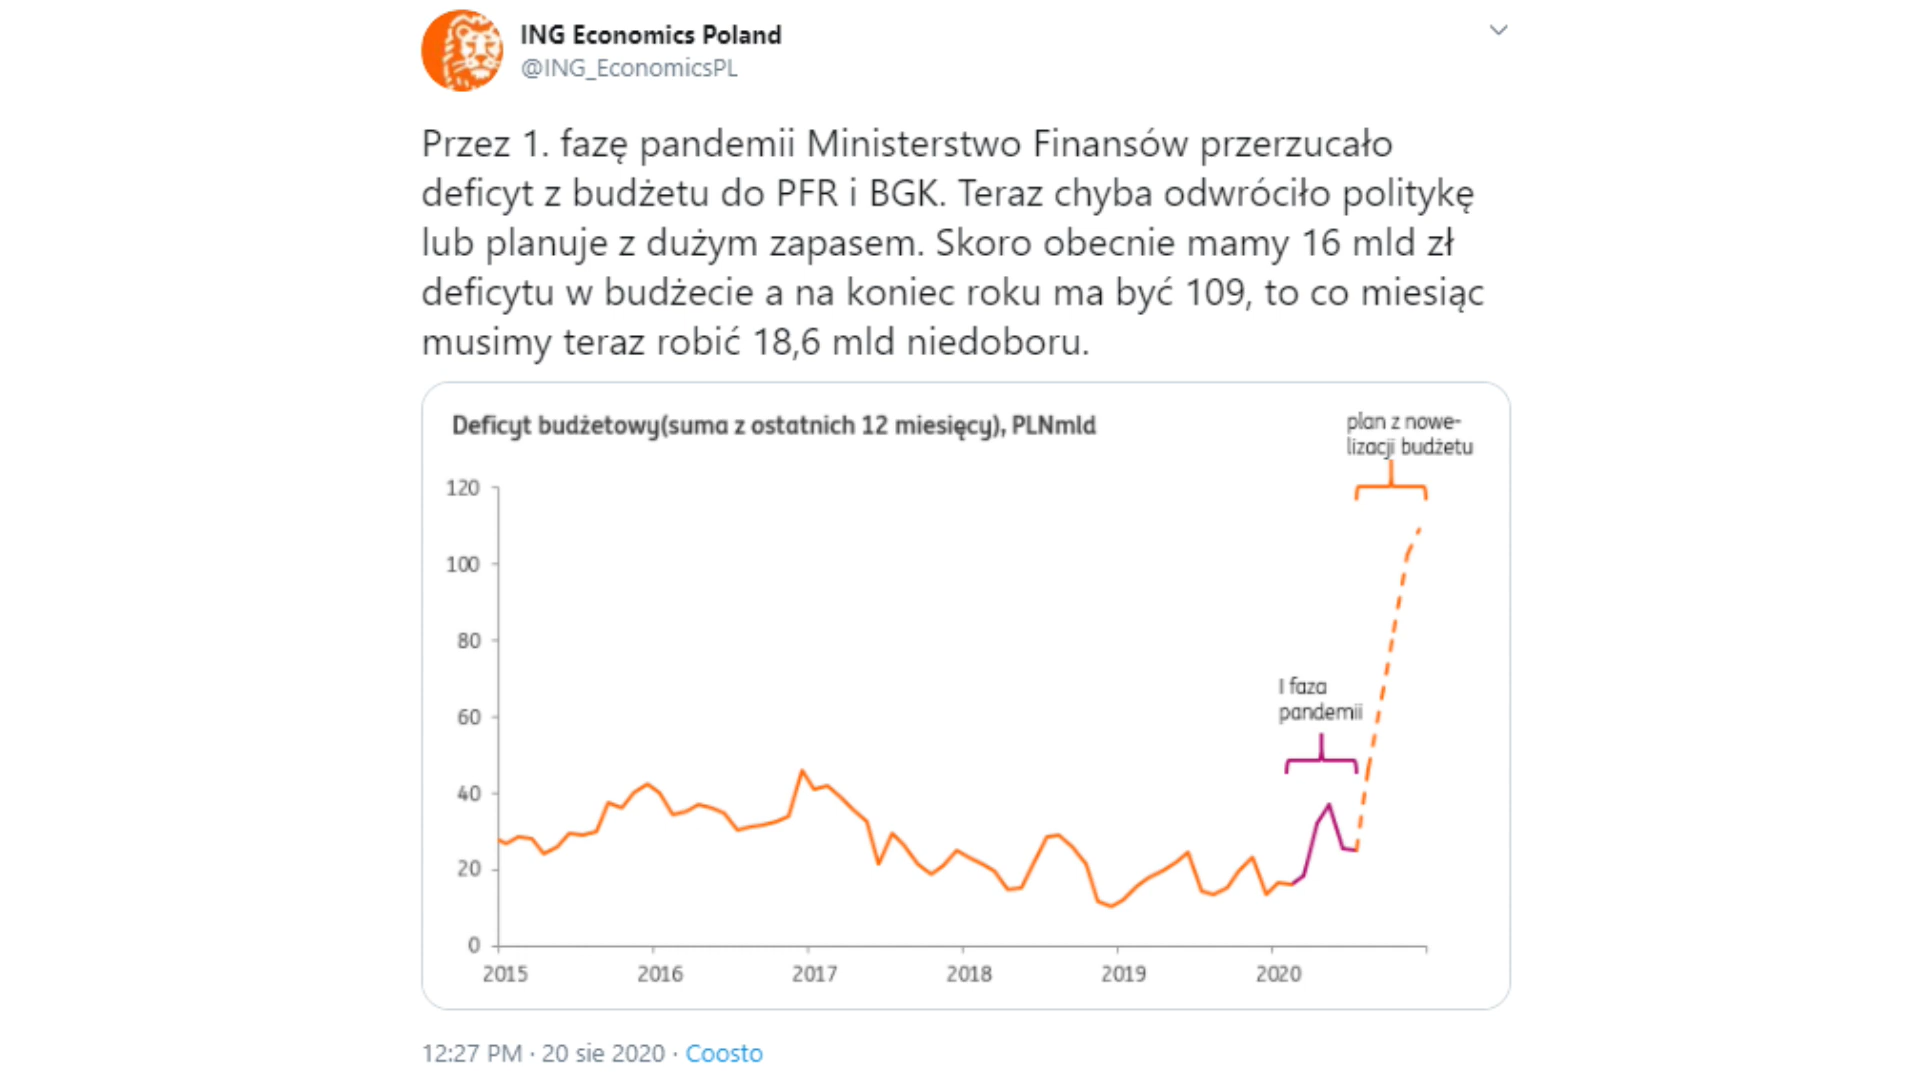 ING Economics Poland
@ING_EconomicsPL
Przez 1. fazę pandemii Ministerstwo Finansów przerzucało
deficyt z budżetu do PFR i BGK. Teraz chyba odwróciło politykę
lub planuje z dużym zapasem. Skoro obecnie mamy 16 mld zł
deficytu w budżecie a na koniec roku ma być 109, to co miesiąc
musimy teraz robić 18,6 mld niedoboru.
Deficyt budżetowy(suma z ostatnich 12 miesięcy), PLNmld
plan z nowe-
lizacji budżetu
120
100
80
60
40
20
0
I faza
pandemii
2015 2016 2017 2018 2019 2020
12:27 PM · 20 sie 2020 · Coosto